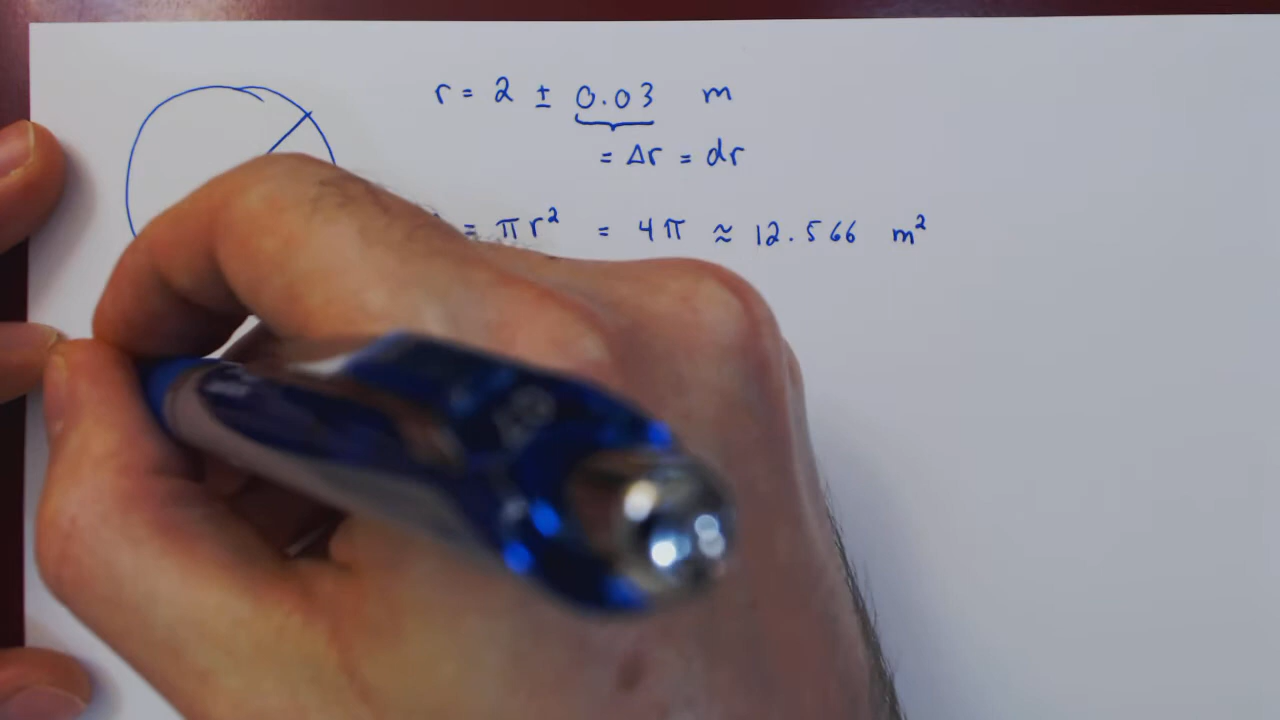 r = 2 ± 0.03 m
= Δr = dr
= πr² = 4π ≈ 12.566 m²